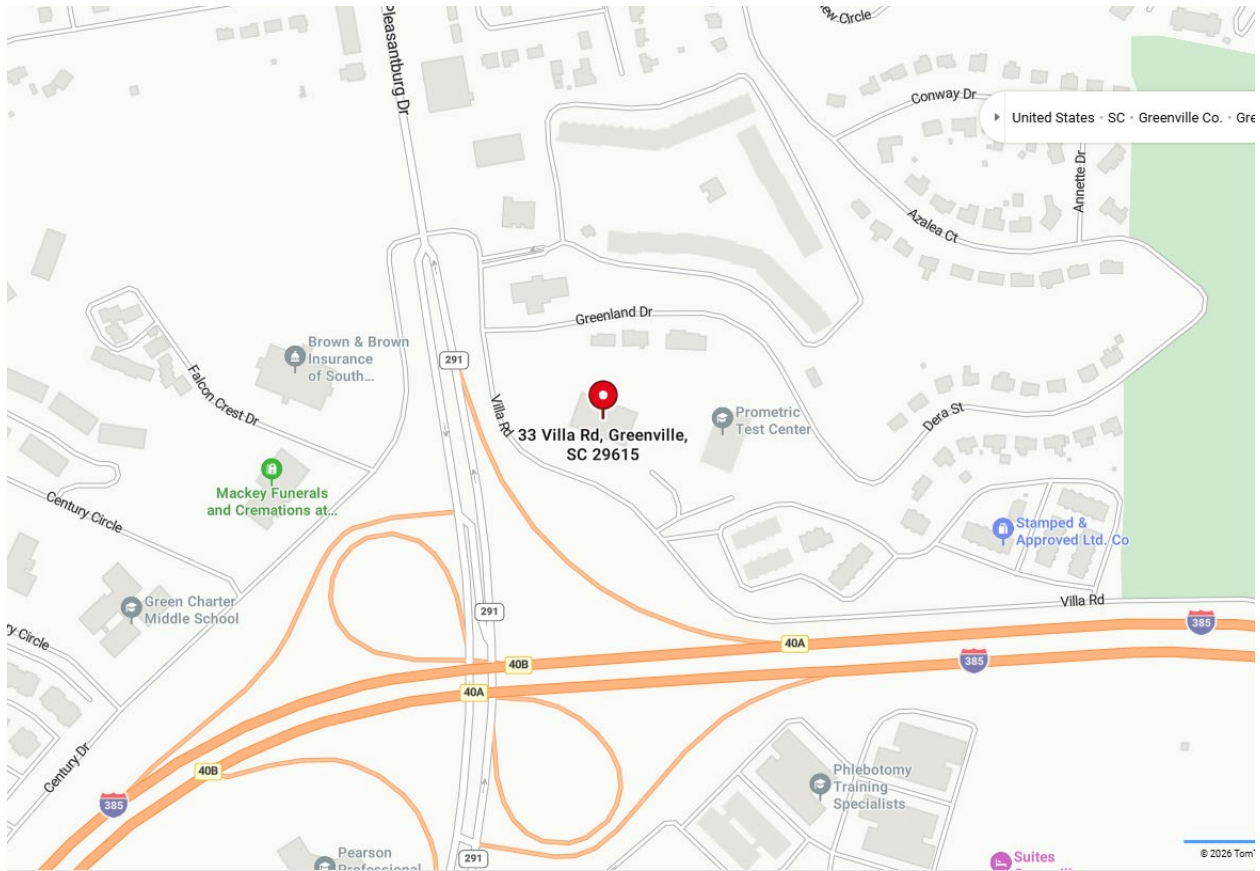 ew Circle
Pleasantburg Dr
Conway Dr
United States • SC • Greenville Co. • Gre
Annette Dr
Azalea Ct
Greenland Dr
Brown & Brown
Insurance
of South...
291
Falcon Crest Dr
Villa Rd
Prometric
Test Center
Dera St
33 Villa Rd, Greenville,
SC 29615
Mackey Funerals
and Cremations at...
Century Circle
Stamped &
Approved Ltd. Co
Green Charter
Middle School
291
Villa Rd
385
ry Circle
40A
40B
385
40A
Century Dr
40B
385
Phlebotomy
Training
Specialists
Pearson
Professional
291
Suites
© 2026 TomT